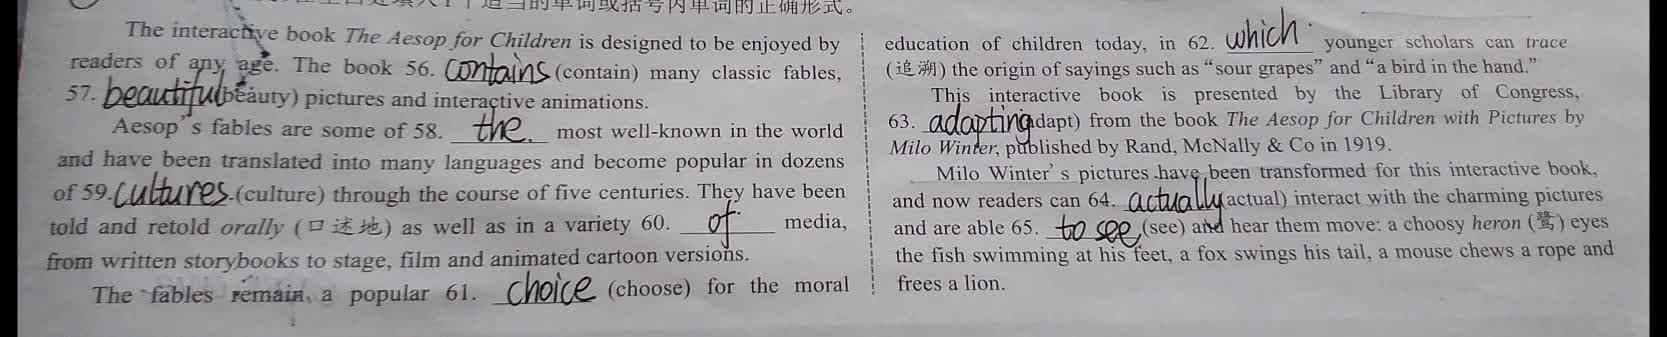 个适当的单词或括号内单词的正确形式。
The interactive book The Aesop for Children is designed to be enjoyed by
readers of any age. The book 56. contains (contain) many classic fables,
57. beautiful (beauty) pictures and interactive animations.
Aesop's fables are some of 58. the most well-known in the world
and have been translated into many languages and become popular in dozens
of 59. cultures (culture) through the course of five centuries. They have been
told and retold orally (口述地) as well as in a variety 60. of media,
from written storybooks to stage, film and animated cartoon versions.
The fables remain a popular 61. choice (choose) for the moral
education of children today, in 62. which younger scholars can trace
(追溯) the origin of sayings such as “sour grapes” and “a bird in the hand.”
This interactive book is presented by the Library of Congress,
63. adapting (adapt) from the book The Aesop for Children with Pictures by
Milo Winter, published by Rand, McNally & Co in 1919.
Milo Winter's pictures have been transformed for this interactive book,
and now readers can 64. actually (actual) interact with the charming pictures
and are able 65. to see (see) and hear them move: a choosy heron (鹭) eyes
the fish swimming at his feet, a fox swings his tail, a mouse chews a rope and
frees a lion.